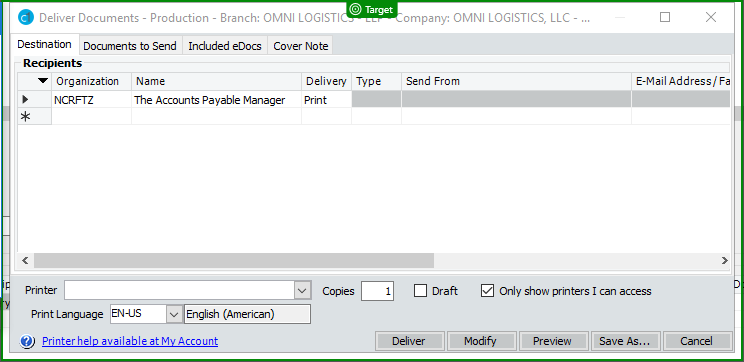 Deliver Documents - Production - Branch: OMNI LOGISTICS - LLP - Company: OMNI LOGISTICS, LLC - ...
Target
Destination Documents to Send Included eDocs Cover Note
Recipients
Organization Name Delivery Type Send From E-Mail Address/ Fa
NCRFTZ The Accounts Payable Manager Print
Printer Copies 1 Draft Only show printers I can access
Print Language EN-US English (American)
Printer help available at My Account Deliver Modify Preview Save As... Cancel